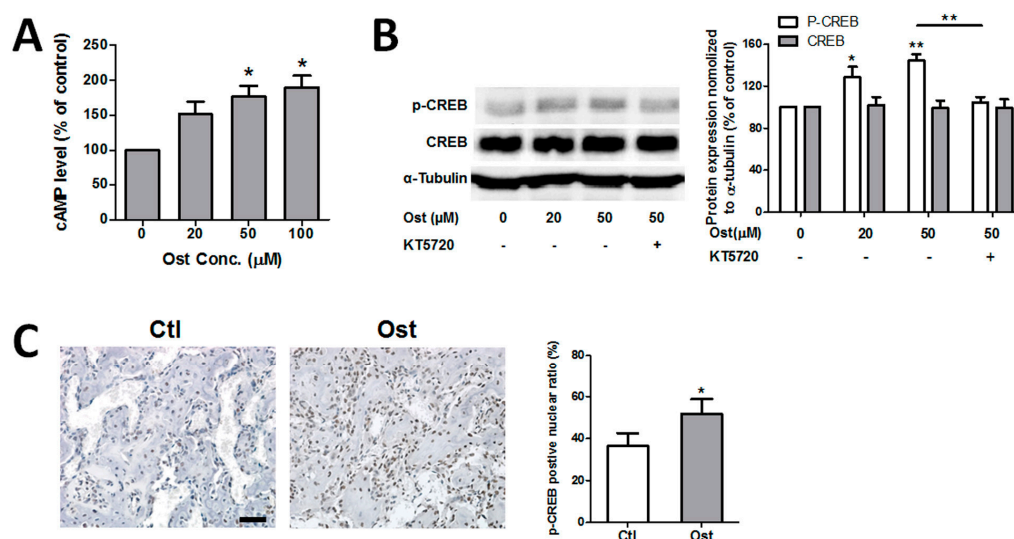 A
cAMP level (% of control)
250
200
150
100
50
0
*
*
0 20 50 100
Ost Conc. (μM)
B
p-CREB
CREB
α-Tubulin
Ost (μM) 0 20 50 50
KT5720 - - - +
P-CREB
CREB
Protein expression nomolized
to α-tubulin (% of control)
160
120
80
40
0
*
**
**
Ost(μM) 0 20 50 50
KT5720 - - - +
C
Ctl
Ost
p-CREB postive nuclear ratio (%)
80
60
40
20
0
*
Ctl Ost